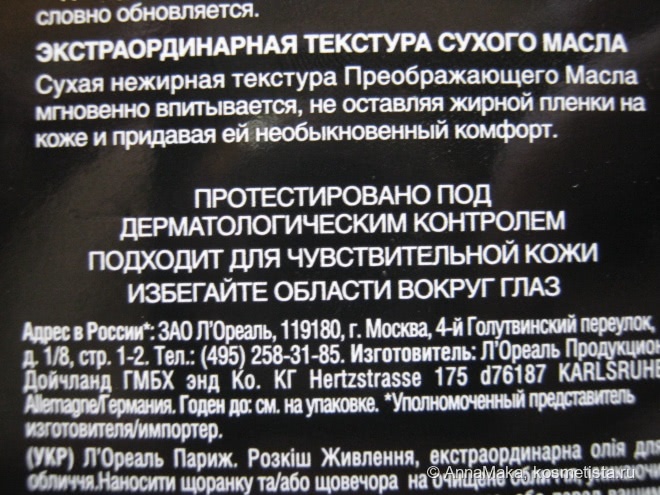 словно обновляется.
ЭКСТРАОРДИНАРНАЯ ТЕКСТУРА СУХОГО МАСЛА
Сухая нежирная текстура Преображающего Масла
мгновенно впитывается, не оставляя жирной пленки на
коже и придавая ей необыкновенный комфорт.
ПРОТЕСТИРОВАНО ПОД
ДЕРМАТОЛОГИЧЕСКИМ КОНТРОЛЕМ
ПОДХОДИТ ДЛЯ ЧУВСТВИТЕЛЬНОЙ КОЖИ
ИЗБЕГАЙТЕ ОБЛАСТИ ВОКРУГ ГЛАЗ
Адрес в России*: ЗАО Л'Ореаль, 119180, г. Москва, 4-й Голутвинский переулок,
д. 1/8, стр. 1-2. Тел.: (495) 258-31-85. Изготовитель: Л'Ореаль Продукцион
Дойчланд ГМБХ энд Ко. КГ Hertzstrasse 175 d76187 KARLSRUHE
Allemagne/Германия. Годен до: см. на упаковке. *Уполномоченный представитель
изготовителя/импортер.
(УКР) Л'Ореаль Париж. Розкіш Живлення, екстраординарна олія для
обличчя.Наносити щоранку та/або щовечора на очищене обличчя
© AnnaMaka, kosmetista.ru